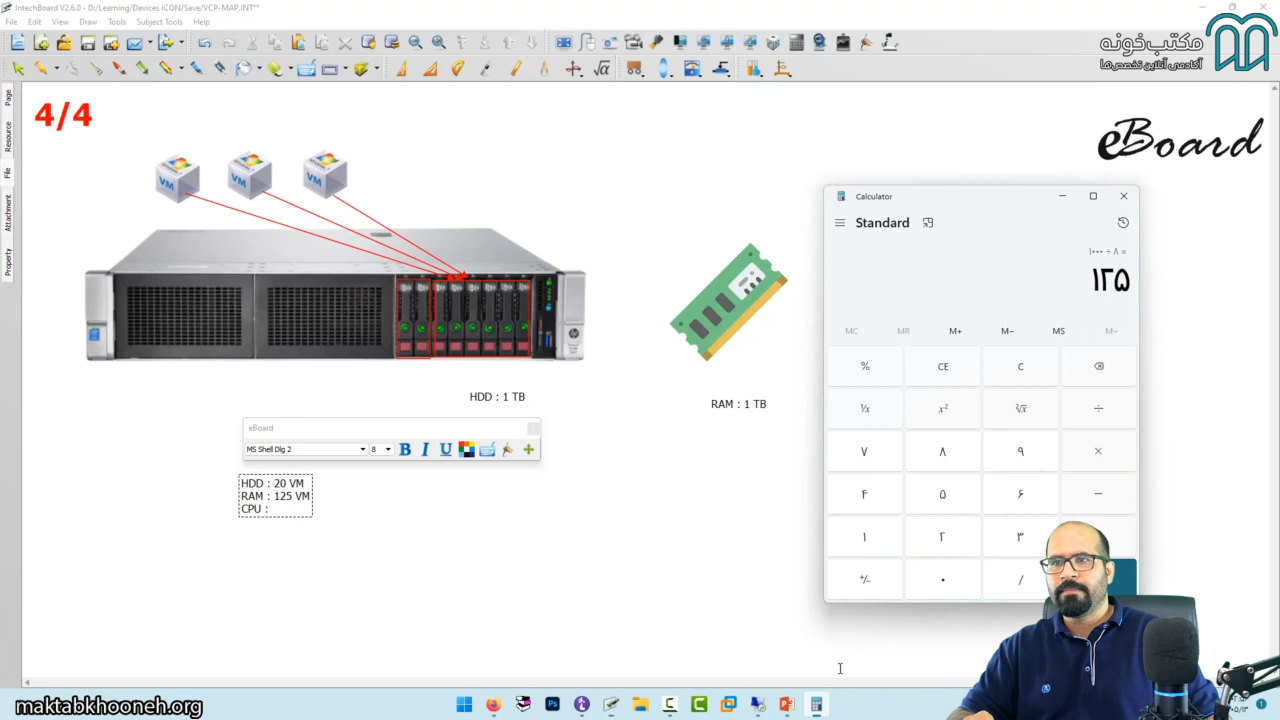 IntechBoard V2.6.0 - D:/Learning/Devices ICON/Save/VCP-MAP.INT**
File Edit View Draw Tools Subject Tools Help
مکتب‌خونه
آکادمی آنلاین تخصص‌ها
Page
Resource
File
Attachment
Property
4/4
eBoard
VM
VM
VM
HDD : 1 TB
RAM : 1 TB
eBoard
MS Shell Dlg 2
8
B I U
HDD : 20 VM
RAM : 125 VM
CPU :
Calculator
Standard
۱۰۰۰ ÷ ۸ =
۱۲۵
MC MR M+ M− MS M˅
% CE C
¹/x x² ²√x ÷
۷ ۸ ۹ ×
۴ ۵ ۶ −
۱ ۲ ۳
+/− • /
maktabkhooneh.org